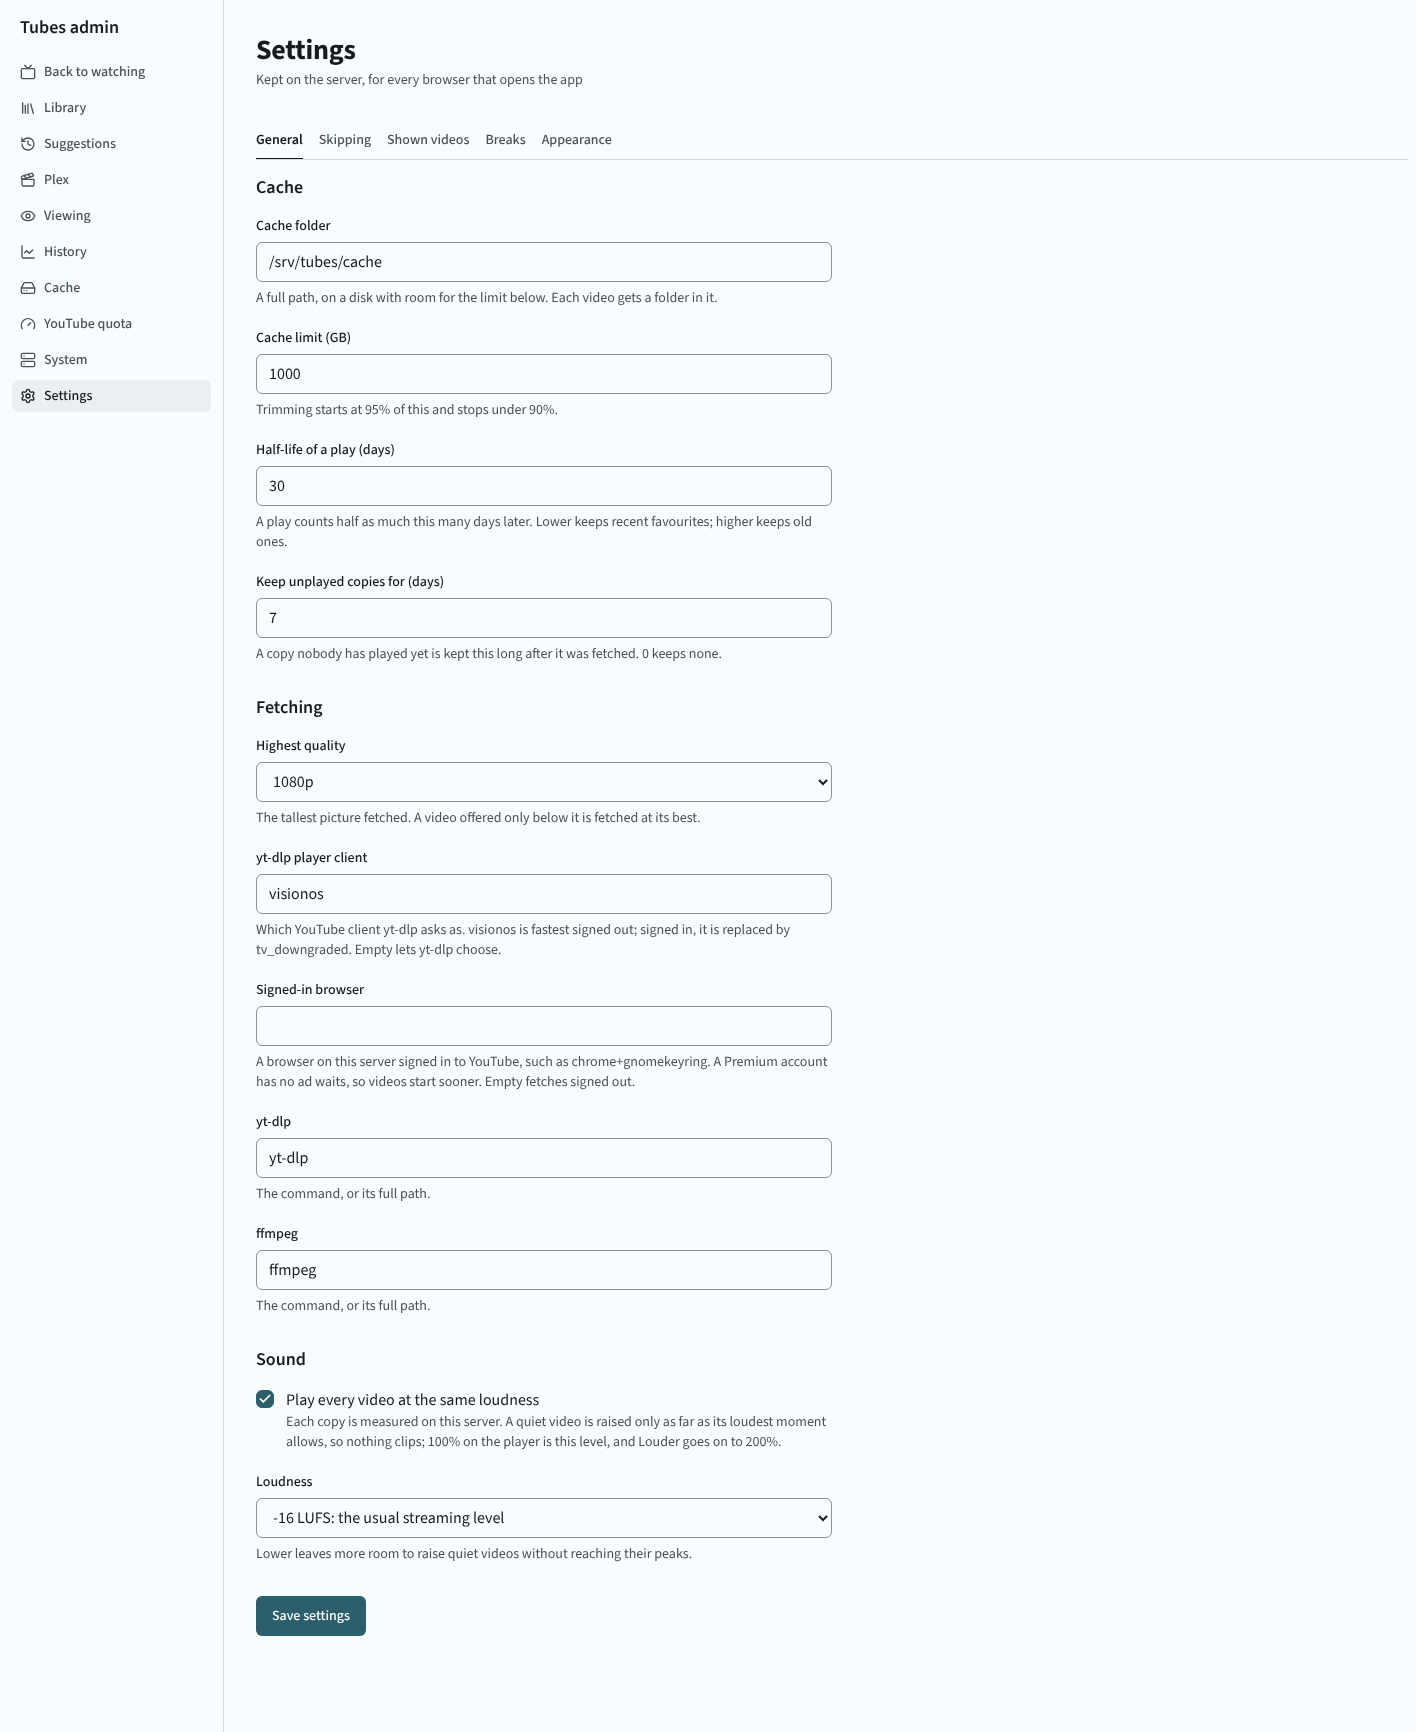 Tubes admin
Back to watching
Library
Suggestions
Plex
Viewing
History
Cache
YouTube quota
System
Settings
Settings
Kept on the server, for every browser that opens the app
General Skipping Shown videos Breaks Appearance
Cache
Cache folder
/srv/tubes/cache
A full path, on a disk with room for the limit below. Each video gets a folder in it.
Cache limit (GB)
1000
Trimming starts at 95% of this and stops under 90%.
Half-life of a play (days)
30
A play counts half as much this many days later. Lower keeps recent favourites; higher keeps old
ones.
Keep unplayed copies for (days)
7
A copy nobody has played yet is kept this long after it was fetched. 0 keeps none.
Fetching
Highest quality
1080p
The tallest picture fetched. A video offered only below it is fetched at its best.
yt-dlp player client
visionos
Which YouTube client yt-dlp asks as. visionos is fastest signed out; signed in, it is replaced by
tv_downgraded. Empty lets yt-dlp choose.
Signed-in browser
A browser on this server signed in to YouTube, such as chrome+gnomekeyring. A Premium account
has no ad waits, so videos start sooner. Empty fetches signed out.
yt-dlp
yt-dlp
The command, or its full path.
ffmpeg
ffmpeg
The command, or its full path.
Sound
Play every video at the same loudness
Each copy is measured on this server. A quiet video is raised only as far as its loudest moment
allows, so nothing clips; 100% on the player is this level, and Louder goes on to 200%.
Loudness
-16 LUFS: the usual streaming level
Lower leaves more room to raise quiet videos without reaching their peaks.
Save settings